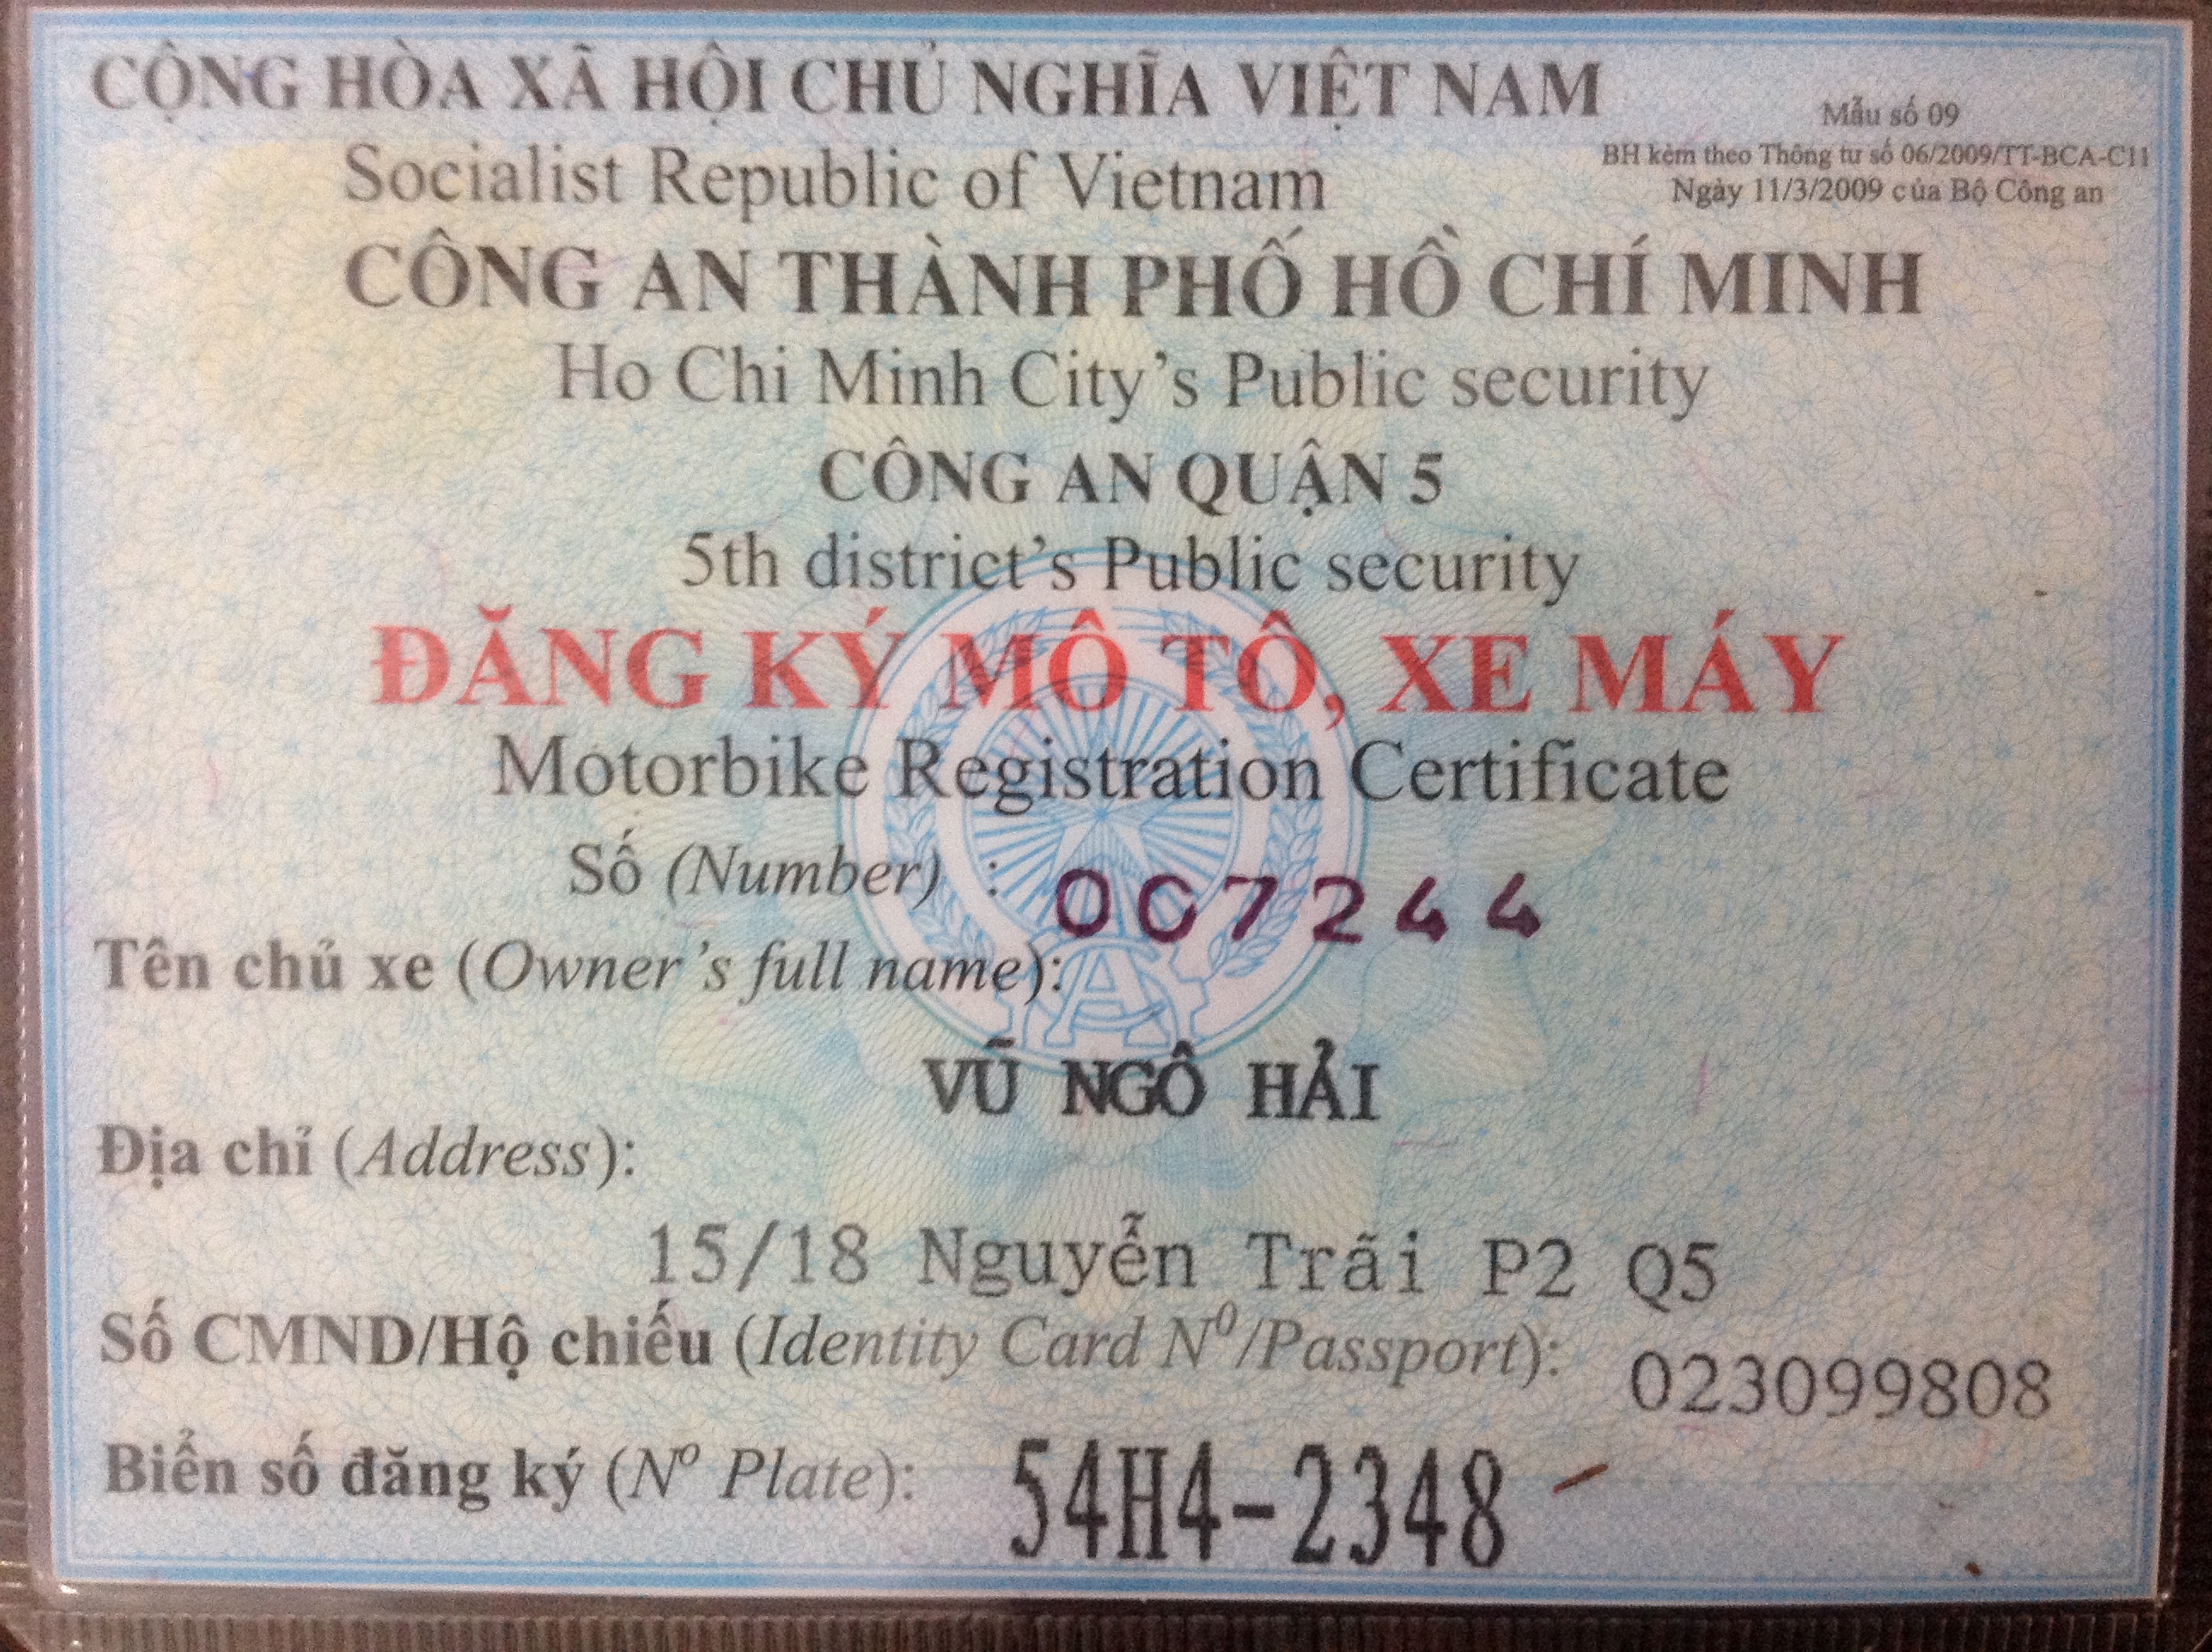 CỘNG HÒA XÃ HỘI CHỦ NGHĨA VIỆT NAM
Mẫu số 09
BH kèm theo Thông tư số 06/2009/TT-BCA-C11
Ngày 11/3/2009 của Bộ Công an
Socialist Republic of Vietnam
CÔNG AN THÀNH PHỐ HỒ CHÍ MINH
Ho Chi Minh City's Public security
CÔNG AN QUẬN 5
5th district's Public security
ĐĂNG KÝ MÔ TÔ, XE MÁY
Motorbike Registration Certificate
Số (Number) : 007244
Tên chủ xe (Owner's full name):
VŨ NGÔ HẢI
Địa chỉ (Address):
15/18 Nguyễn Trãi P2 Q5
Số CMND/Hộ chiếu (Identity Card N⁰/Passport): 023099808
Biển số đăng ký (Nº Plate): 54H4-2348